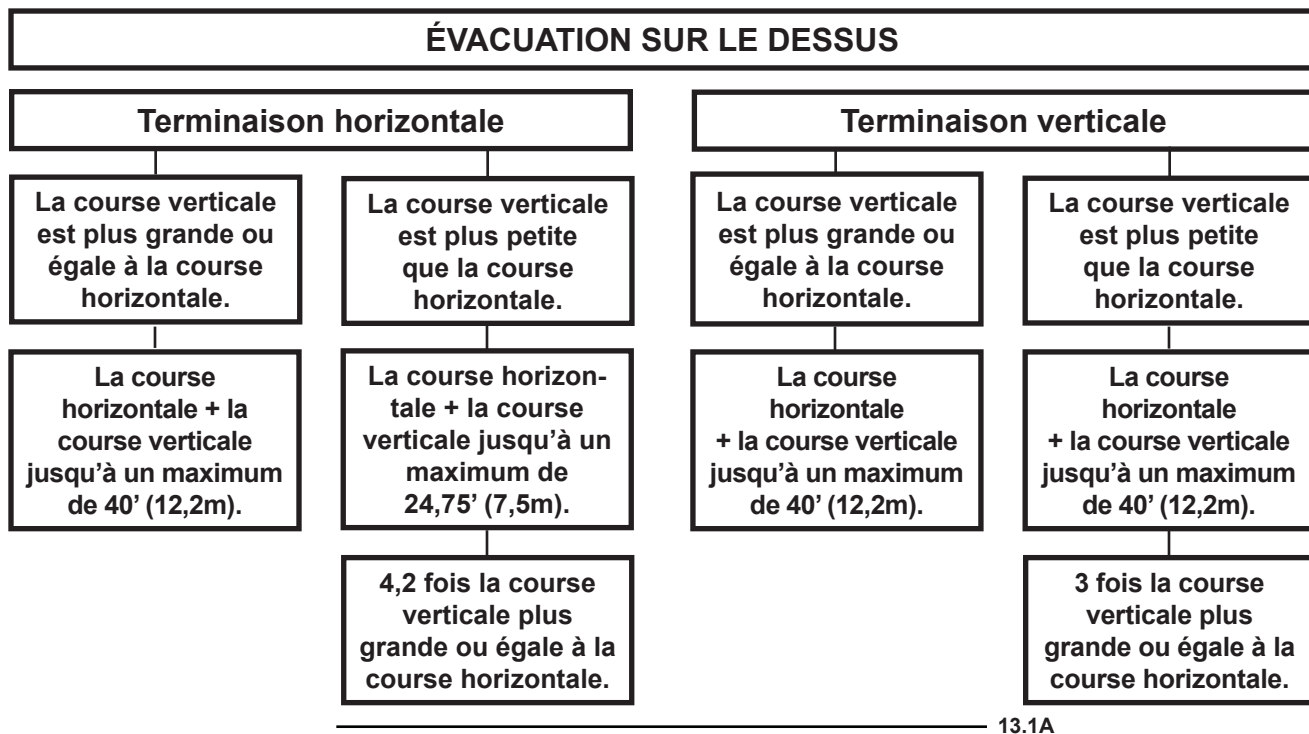 ÉVACUATION SUR LE DESSUS
Terminaison horizontale
La course verticale
est plus grande ou
égale à la course
horizontale.
La course
horizontale + la
course verticale
jusqu'à un maximum
de 40' (12,2m).
La course verticale
est plus petite
que la course
horizontale.
La course horizon-
tale + la course
verticale jusqu'à un
maximum de
24,75' (7,5m).
4,2 fois la course
verticale plus
grande ou égale à la
course horizontale.
Terminaison verticale
La course verticale
est plus grande ou
égale à la course
horizontale.
La course
horizontale
+ la course verticale
jusqu'à un maximum
de 40' (12,2m).
La course verticale
est plus petite
que la course
horizontale.
La course
horizontale
+ la course verticale
jusqu'à un maximum
de 40' (12,2m).
3 fois la course
verticale plus
grande ou égale à la
course horizontale.
13.1A